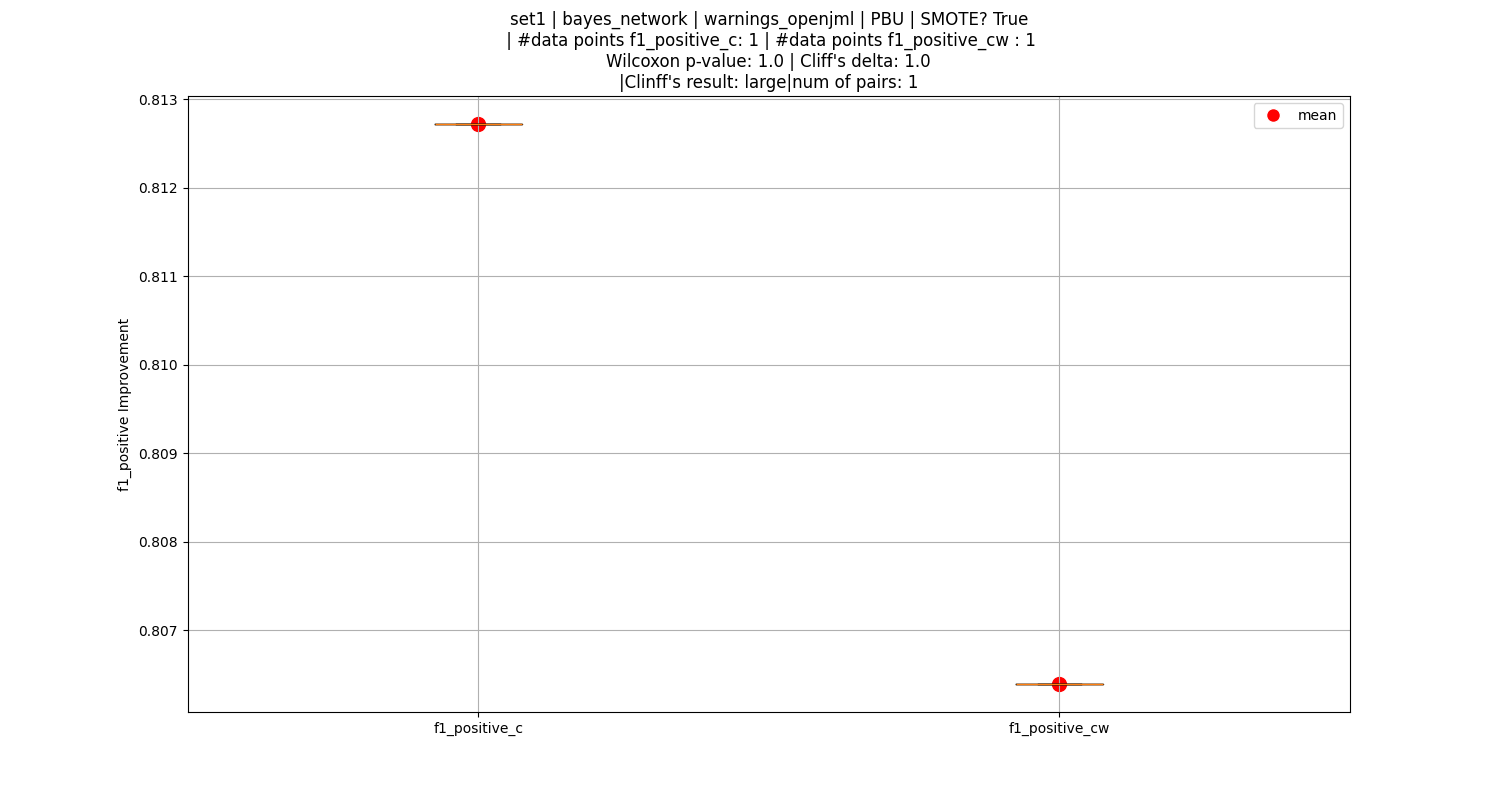 set1 | bayes_network | warnings_openjml | PBU | SMOTE? True
| #data points f1_positive_c: 1 | #data points f1_positive_cw : 1
Wilcoxon p-value: 1.0 | Cliff's delta: 1.0
|Clinff's result: large|num of pairs: 1
mean
0.813
0.812
0.811
0.810
0.809
0.808
0.807
f1_positive Improvement
f1_positive_c
f1_positive_cw